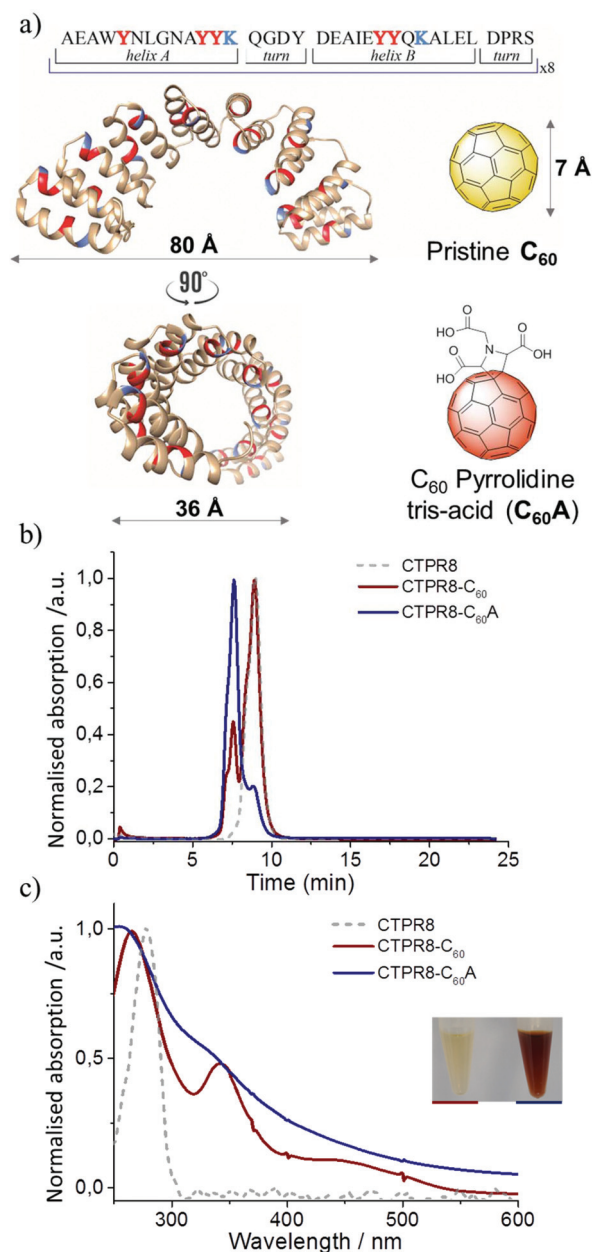 a)
AEAWYNLGNAYYK QGDY DEAIEYYQKALEL DPRS
helix A turn helix B turn
x8
7 Å
80 Å
Pristine C60
90°
O
HO
N
O
O
OH
HO
36 Å
C60 Pyrrolidine
tris-acid (C60A)
b)
CTPR8
CTPR8-C60
CTPR8-C60A
Normalised absorption /a.u.
1,0
0,8
0,6
0,4
0,2
0,0
0 5 10 15 20 25
Time (min)
c)
CTPR8
CTPR8-C60
CTPR8-C60A
Normalised absorption /a.u.
1,0
0,5
0,0
300 400 500 600
Wavelength / nm